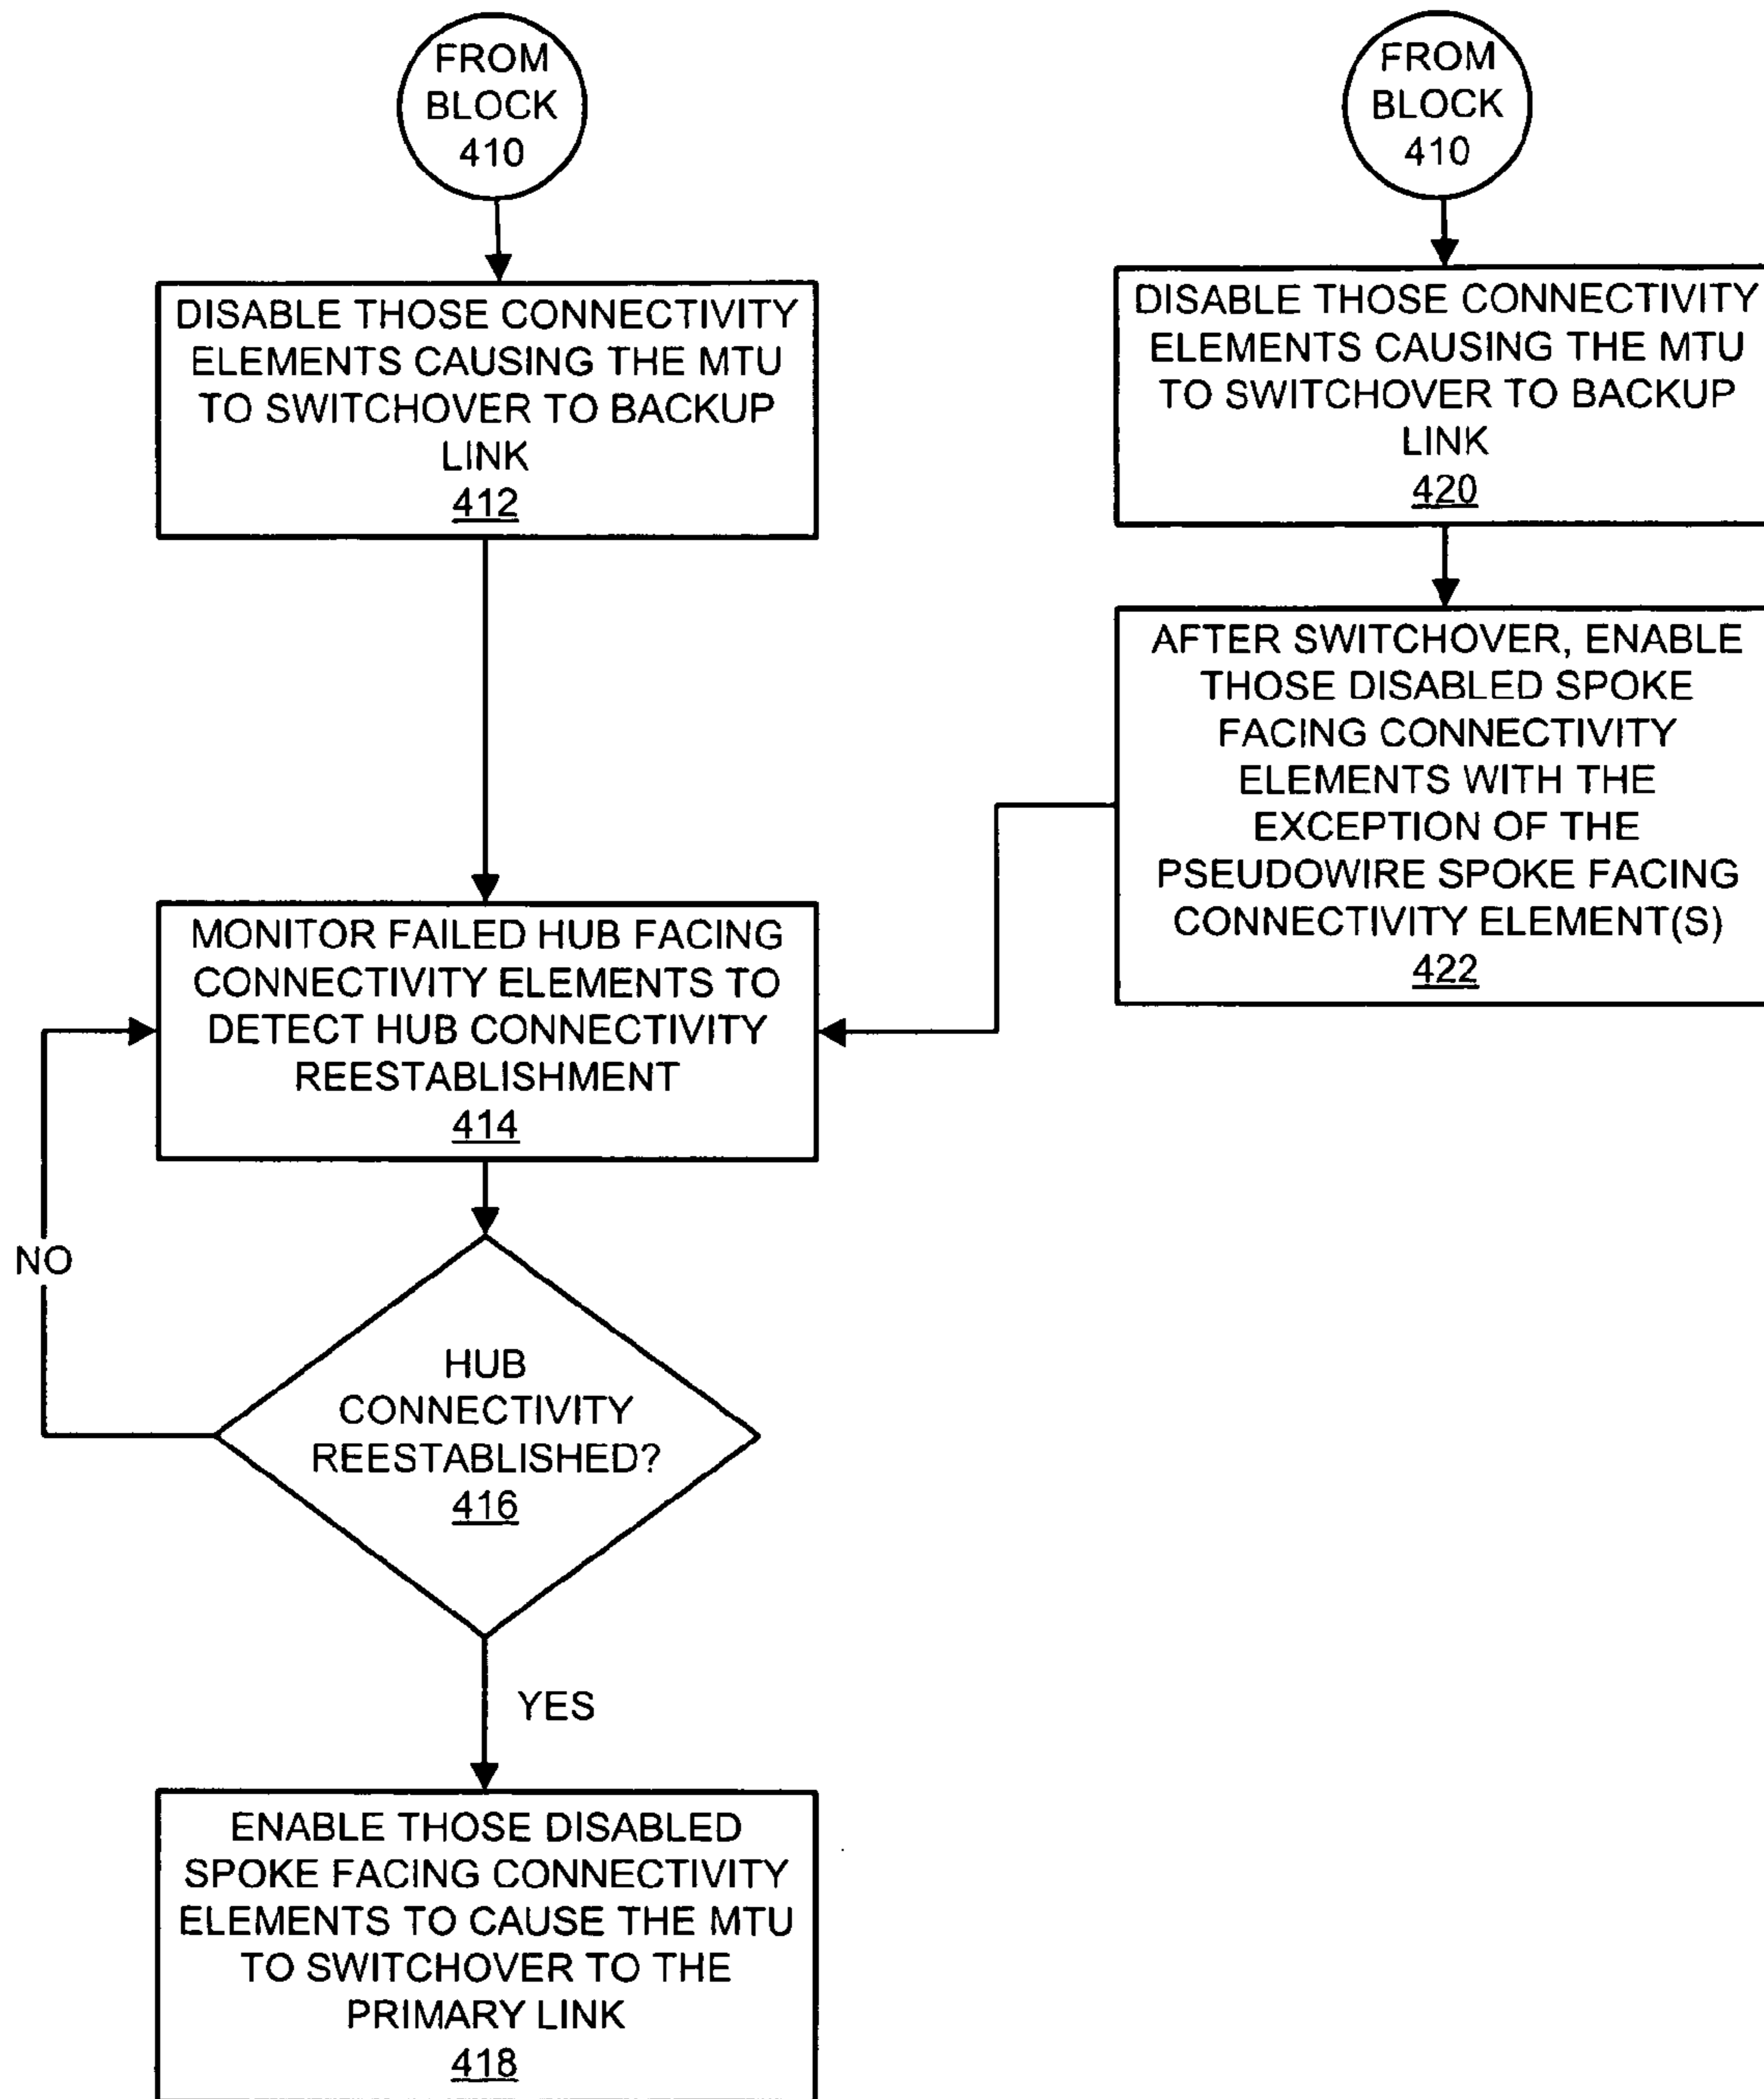 FROM
BLOCK
410
DISABLE THOSE CONNECTIVITY
ELEMENTS CAUSING THE MTU
TO SWITCHOVER TO BACKUP
LINK
412
MONITOR FAILED HUB FACING
CONNECTIVITY ELEMENTS TO
DETECT HUB CONNECTIVITY
REESTABLISHMENT
414
NO
HUB
CONNECTIVITY
REESTABLISHED?
416
YES
ENABLE THOSE DISABLED
SPOKE FACING CONNECTIVITY
ELEMENTS TO CAUSE THE MTU
TO SWITCHOVER TO THE
PRIMARY LINK
418
FROM
BLOCK
410
DISABLE THOSE CONNECTIVITY
ELEMENTS CAUSING THE MTU
TO SWITCHOVER TO BACKUP
LINK
420
AFTER SWITCHOVER, ENABLE
THOSE DISABLED SPOKE
FACING CONNECTIVITY
ELEMENTS WITH THE
EXCEPTION OF THE
PSEUDOWIRE SPOKE FACING
CONNECTIVITY ELEMENT(S)
422